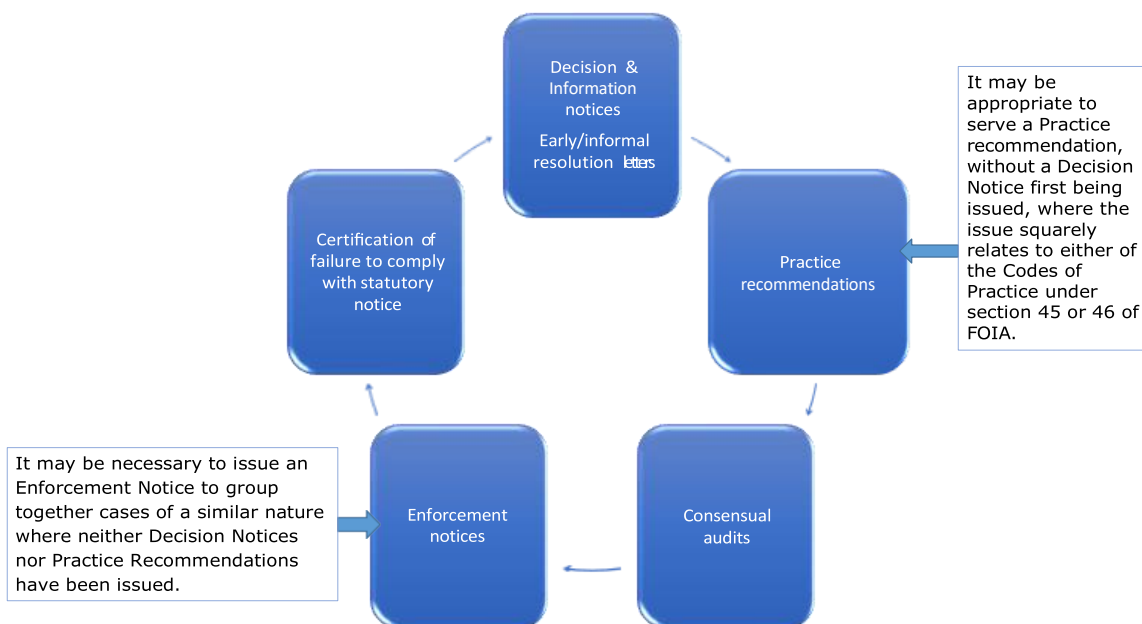 Decision &
Information
notices
Early/informal
resolution letters
It may be
appropriate to
serve a Practice
recommendation,
without a Decision
Notice first being
issued, where the
issue squarely
relates to either of
the Codes of
Practice under
section 45 or 46 of
FOIA.
Practice
recommendations
Certification of
failure to comply
with statutory
notice
Consensual
audits
Enforcement
notices
It may be necessary to issue an
Enforcement Notice to group
together cases of a similar nature
where neither Decision Notices
nor Practice Recommendations
have been issued.